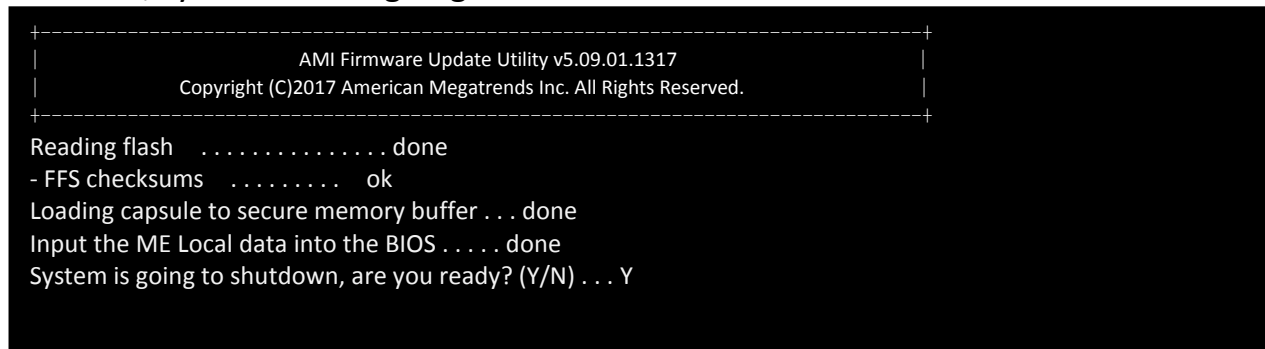 +------------------------------------------------------------------------------+
| AMI Firmware Update Utility v5.09.01.1317 |
| Copyright (C)2017 American Megatrends Inc. All Rights Reserved. |
+------------------------------------------------------------------------------+
Reading flash . . . . . . . . . . . . . . . done
- FFS checksums . . . . . . . . . ok
Loading capsule to secure memory buffer . . . done
Input the ME Local data into the BIOS . . . . . done
System is going to shutdown, are you ready? (Y/N) . . . Y